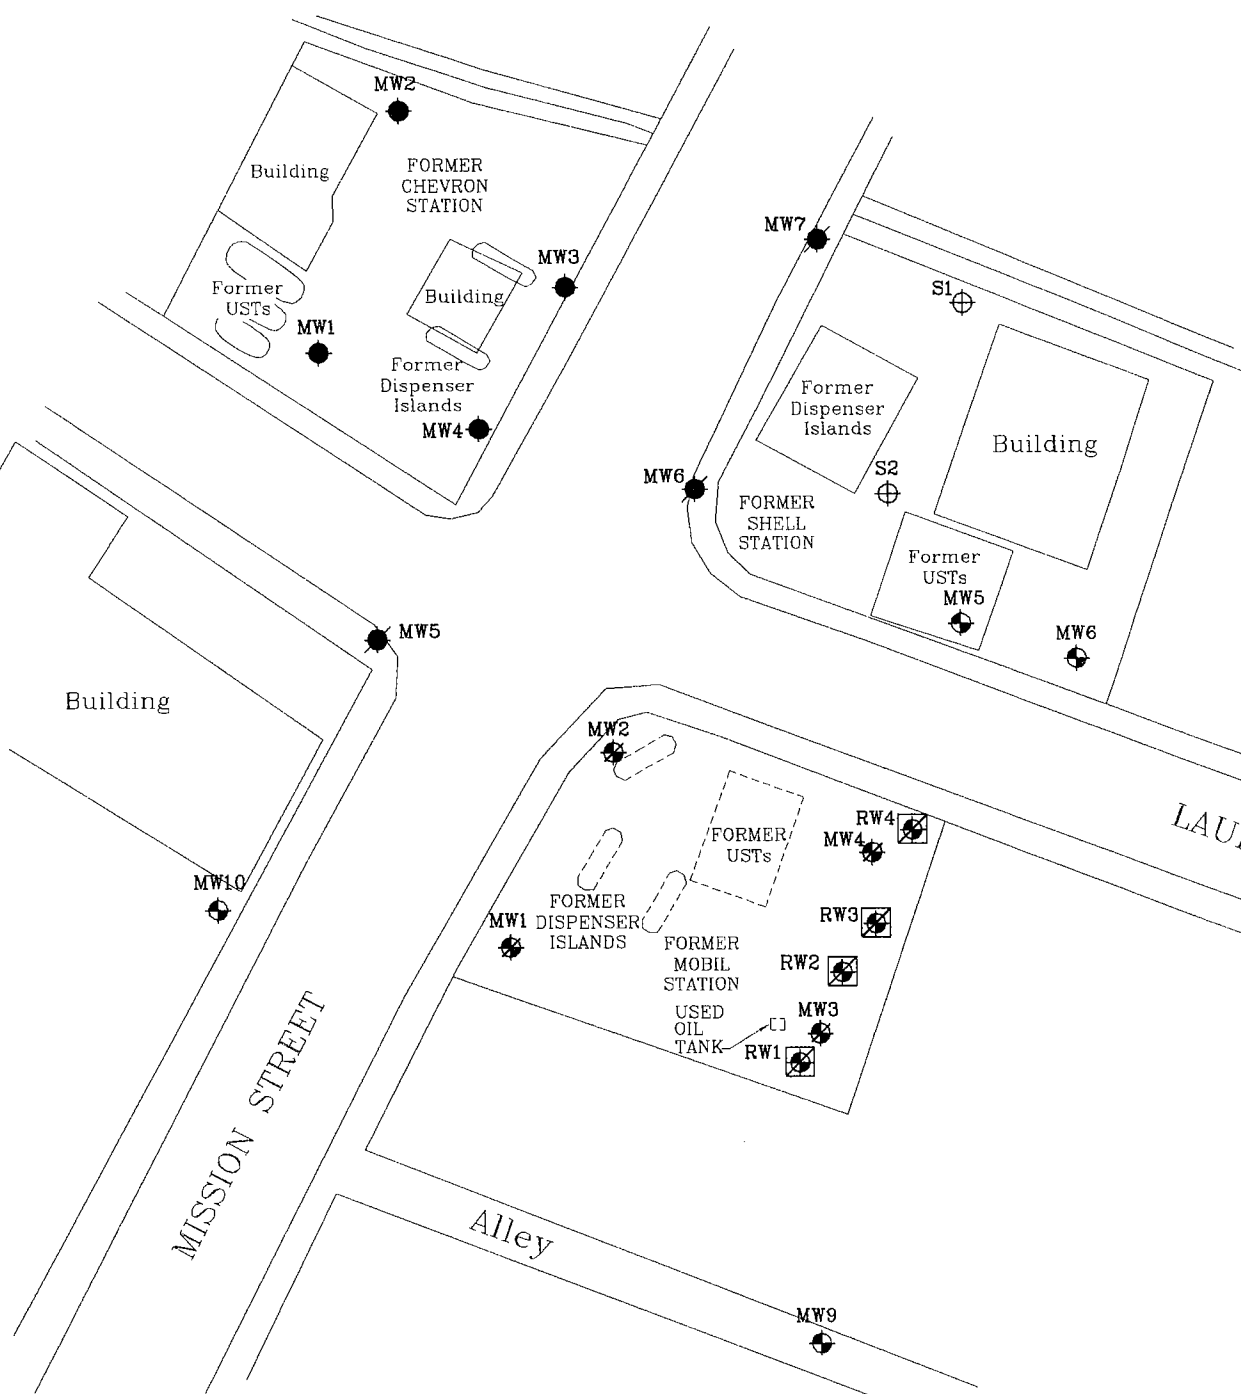 MW2
Building
FORMER
CHEVRON
STATION
MW7
MW3
Former
USTs
Building
S1
MW1
Former
Dispenser
Islands
Former
Dispenser
Islands
MW4
Building
MW6
S2
FORMER
SHELL
STATION
Former
USTs
MW5
MW6
MW5
Building
MW2
LAU
RW4
MW4
FORMER
USTs
MW10
FORMER
DISPENSER
ISLANDS
MW1
RW3
FORMER
MOBIL
STATION
RW2
USED
OIL
TANK
MW3
RW1
MISSION STREET
Alley
MW9